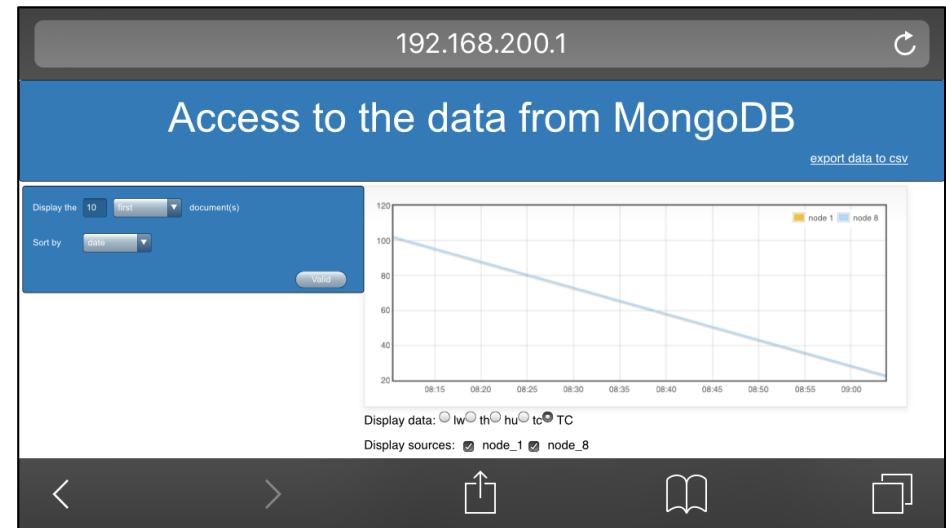 192.168.200.1
Access to the data from MongoDB
export data to csv
Display the 10 first document(s)
Sort by date
Valid
120
100
80
60
40
20
node 1 node 8
08:15 08:20 08:25 08:30 08:35 08:40 08:45 08:50 08:55 09:00
Display data: lw th hu tc TC
Display sources: node_1 node_8